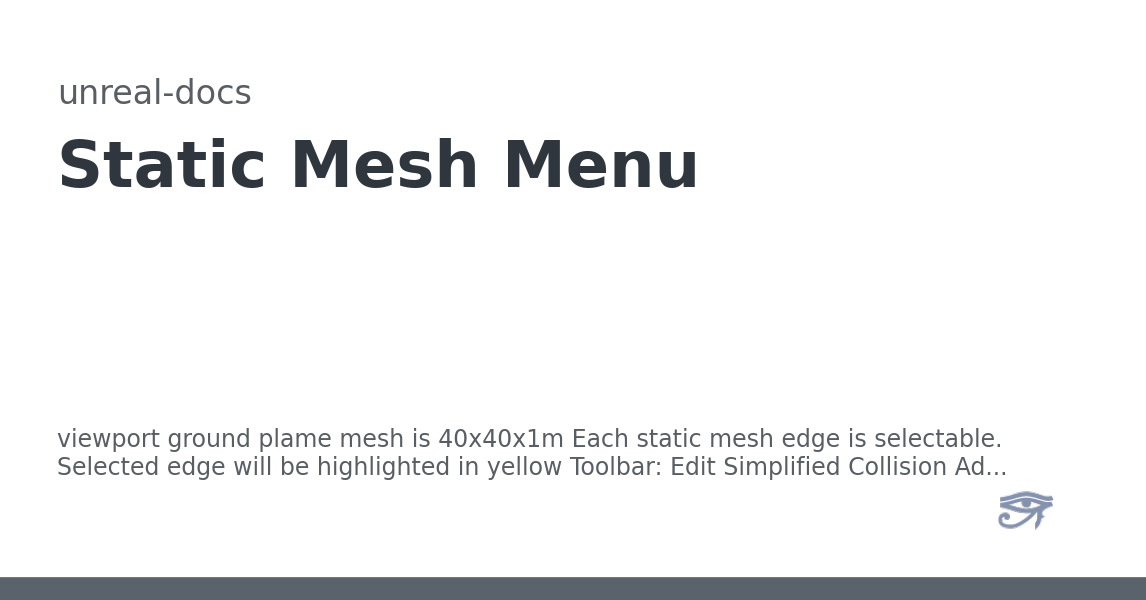 unreal-docs
Static Mesh Menu
viewport ground plame mesh is 40x40x1m Each static mesh edge is selectable.
Selected edge will be highlighted in yellow Toolbar: Edit Simplified Collision Ad...